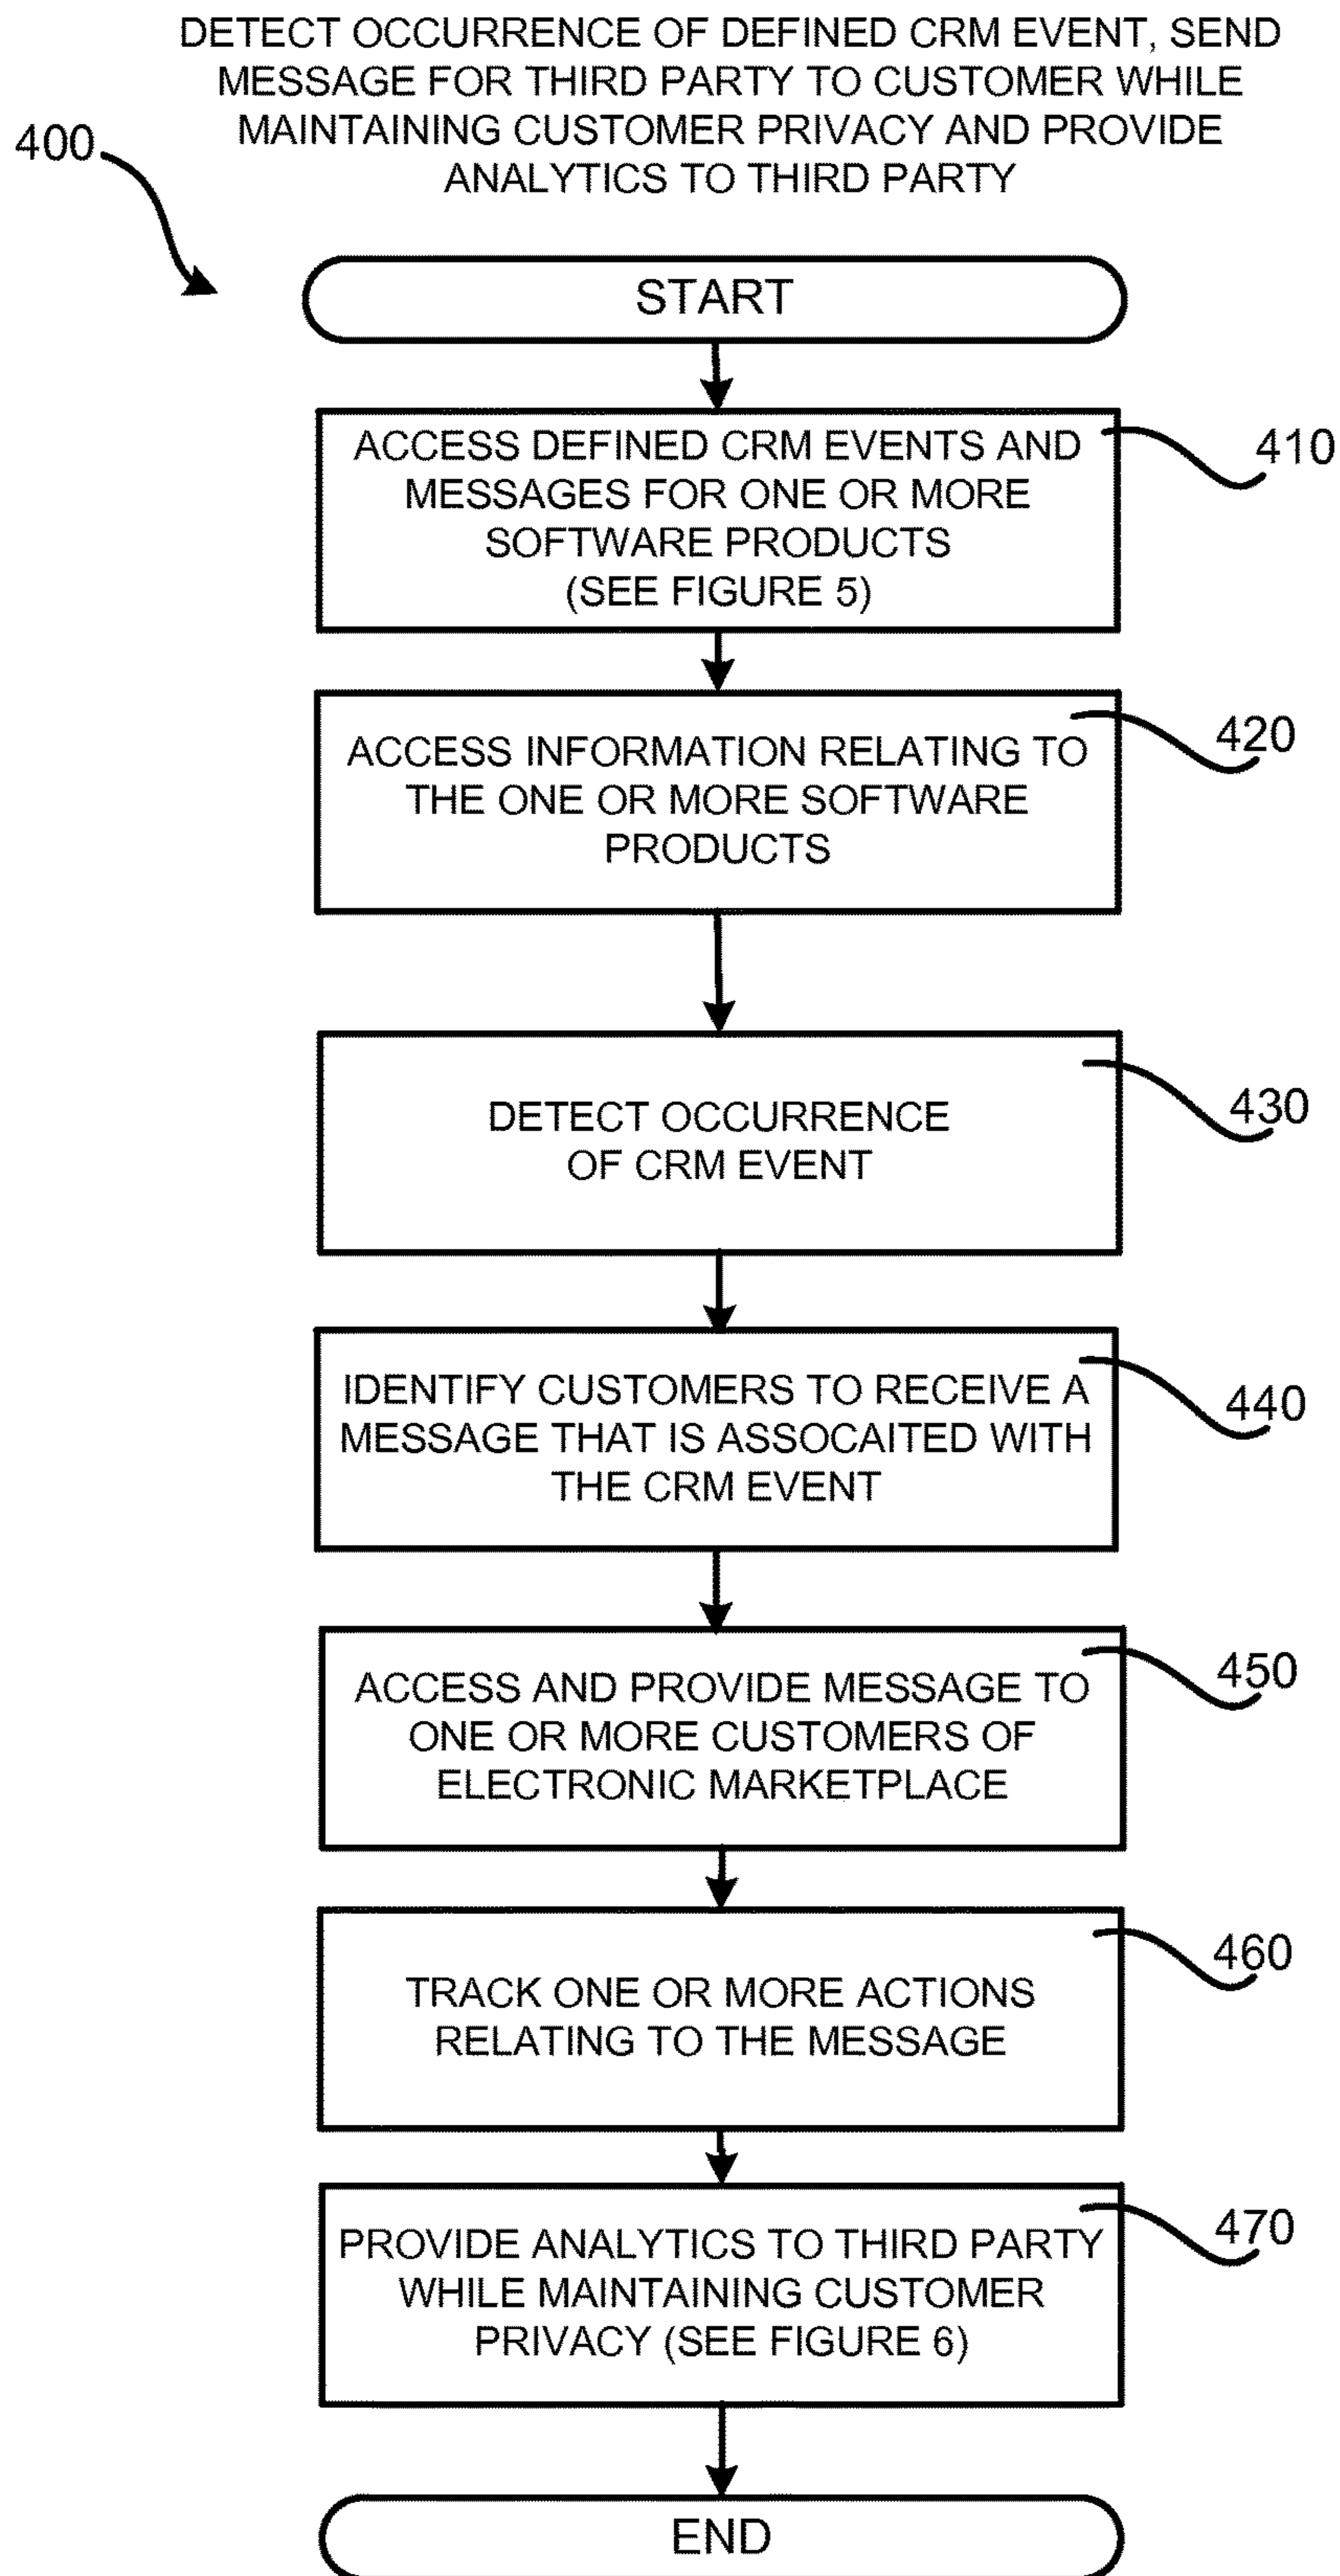 DETECT OCCURRENCE OF DEFINED CRM EVENT, SEND
MESSAGE FOR THIRD PARTY TO CUSTOMER WHILE
MAINTAINING CUSTOMER PRIVACY AND PROVIDE
ANALYTICS TO THIRD PARTY
400
START
ACCESS DEFINED CRM EVENTS AND
MESSAGES FOR ONE OR MORE
SOFTWARE PRODUCTS
(SEE FIGURE 5)
410
ACCESS INFORMATION RELATING TO
THE ONE OR MORE SOFTWARE
PRODUCTS
420
DETECT OCCURRENCE
OF CRM EVENT
430
IDENTIFY CUSTOMERS TO RECEIVE A
MESSAGE THAT IS ASSOCAITED WITH
THE CRM EVENT
440
ACCESS AND PROVIDE MESSAGE TO
ONE OR MORE CUSTOMERS OF
ELECTRONIC MARKETPLACE
450
TRACK ONE OR MORE ACTIONS
RELATING TO THE MESSAGE
460
PROVIDE ANALYTICS TO THIRD PARTY
WHILE MAINTAINING CUSTOMER
PRIVACY (SEE FIGURE 6)
470
END